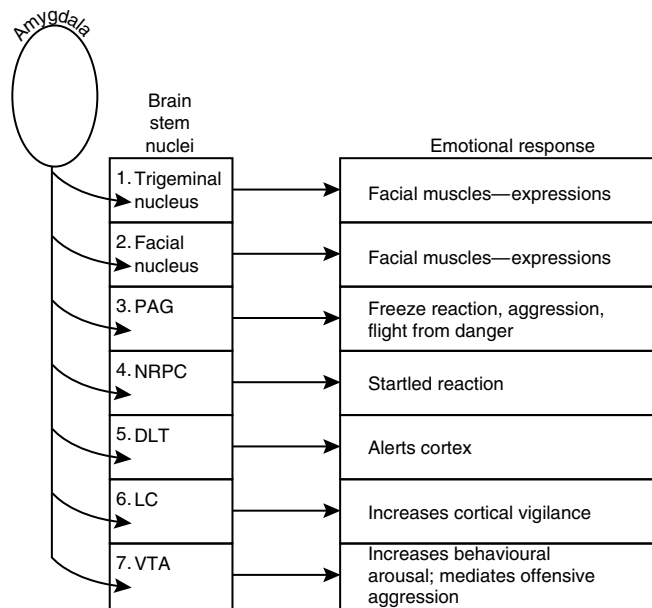 Amygdala
Brain
stem
nuclei
Emotional response
1. Trigeminal
nucleus
Facial muscles—expressions
2. Facial
nucleus
Facial muscles—expressions
3. PAG
Freeze reaction, aggression,
flight from danger
4. NRPC
Startled reaction
5. DLT
Alerts cortex
6. LC
Increases cortical vigilance
7. VTA
Increases behavioural
arousal; mediates offensive
aggression